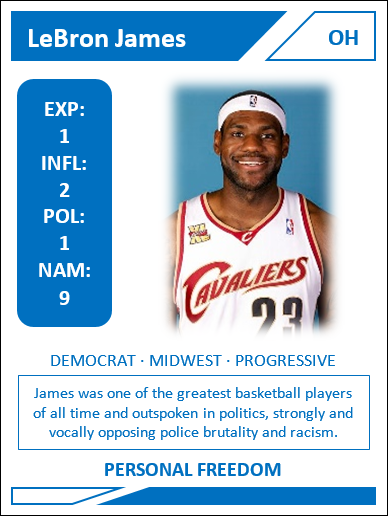 LeBron James
OH
EXP:
1
INFL:
2
POL:
1
NAM:
9
CAVALIERS
23
DEMOCRAT · MIDWEST · PROGRESSIVE
James was one of the greatest basketball players
of all time and outspoken in politics, strongly and
vocally opposing police brutality and racism.
PERSONAL FREEDOM